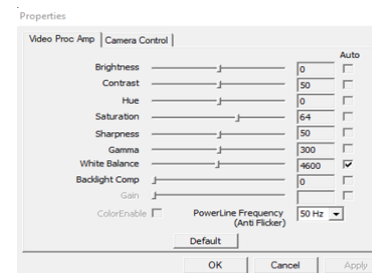 Properties
Video Proc Amp Camera Control
Auto
Brightness 0
Contrast 50
Hue 0
Saturation 64
Sharpness 50
Gamma 300
White Balance 4600
Backlight Comp 0
Gain
ColorEnable PowerLine Frequency 50 Hz
(Anti Flicker)
Default
OK Cancel Apply